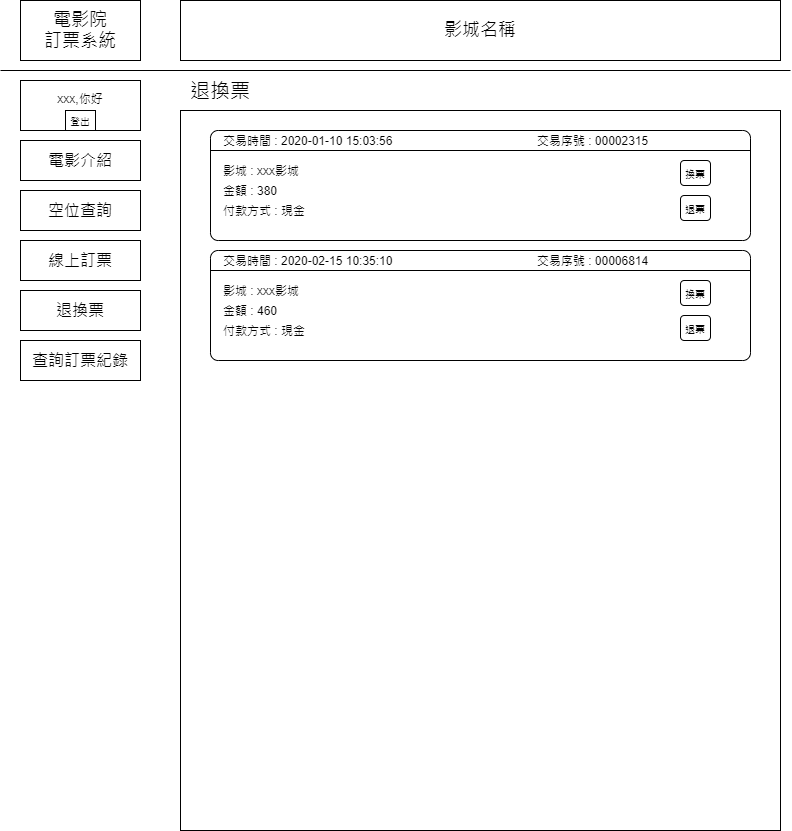 電影院
訂票系統
影城名稱
xxx,你好
登出
電影介紹
空位查詢
線上訂票
退換票
查詢訂票紀錄
退換票
交易時間 : 2020-01-10 15:03:56 交易序號 : 00002315
影城 : xxx影城
金額 : 380
付款方式 : 現金
換票
退票
交易時間 : 2020-02-15 10:35:10 交易序號 : 00006814
影城 : xxx影城
金額 : 460
付款方式 : 現金
換票
退票